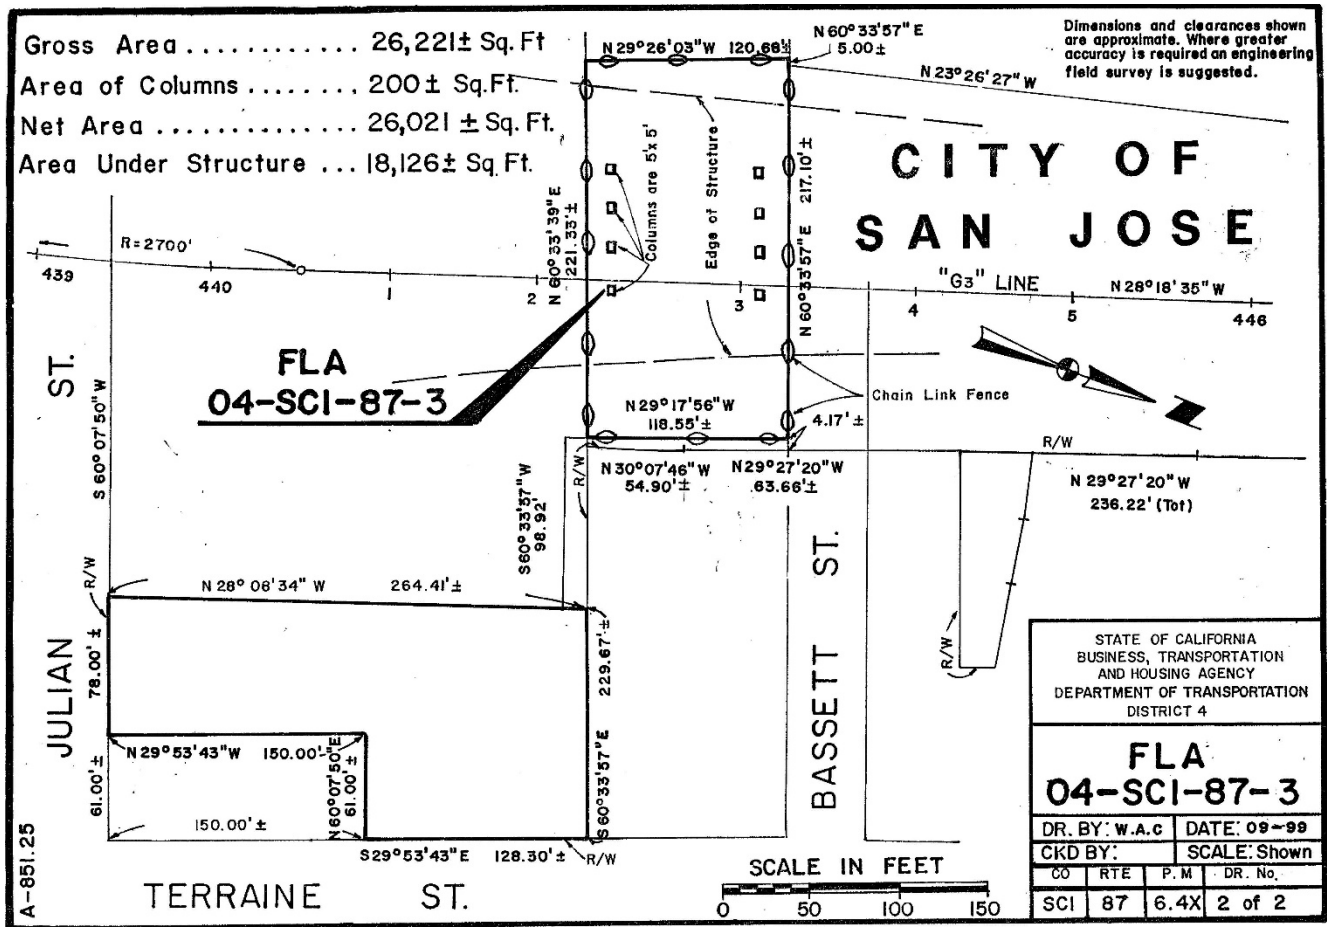 Gross Area ............ 26,221± Sq. Ft
Area of Columns ........ 200± Sq.Ft.
Net Area .............. 26,021 ± Sq. Ft.
Area Under Structure ... 18,126± Sq. Ft.
N 29°26'03"W 120.68'±
N 60°33'57" E
5.00±
Dimensions and clearances shown
are approximate. Where greater
accuracy is required an engineering
field survey is suggested.
N 23°26'27" W
CITY OF
SAN JOSE
N 60°33'39" E
221.33'±
Columns are 5'x 5'
Edge of Structure
217.10'±
N 60°33'57" E
R=2700'
439
440
1
2
3
4
5
446
"G3" LINE
N 28°18'35" W
FLA
04-SCI-87-3
Chain Link Fence
N 29°17'56"W
118.55'±
4.17'±
R/W
N 30°07'46" W
54.90'±
N29°27'20" W
63.66'±
R/W
N 29°27'20" W
236.22' (Tot)
ST.
S 60°07'50" W
S60°33'57"W
98.92'
R/W
N 28° 08'34" W 264.41'±
JULIAN
78.00' ±
229.67' ±
S 60°33'57"E
N 29°53'43"W 150.00'
N60°07'50"E
61.00'±
61.00'±
150.00'±
S29°53'43"E 128.30'±
R/W
BASSETT ST.
R/W
TERRAINE ST.
A-851.25
SCALE IN FEET
0 50 100 150
STATE OF CALIFORNIA
BUSINESS, TRANSPORTATION
AND HOUSING AGENCY
DEPARTMENT OF TRANSPORTATION
DISTRICT 4
FLA
04-SCI-87-3
DR. BY: W.A.C DATE: 09-99
CKD BY: SCALE: Shown
CO RTE P. M DR. No.
SCI 87 6.4X 2 of 2